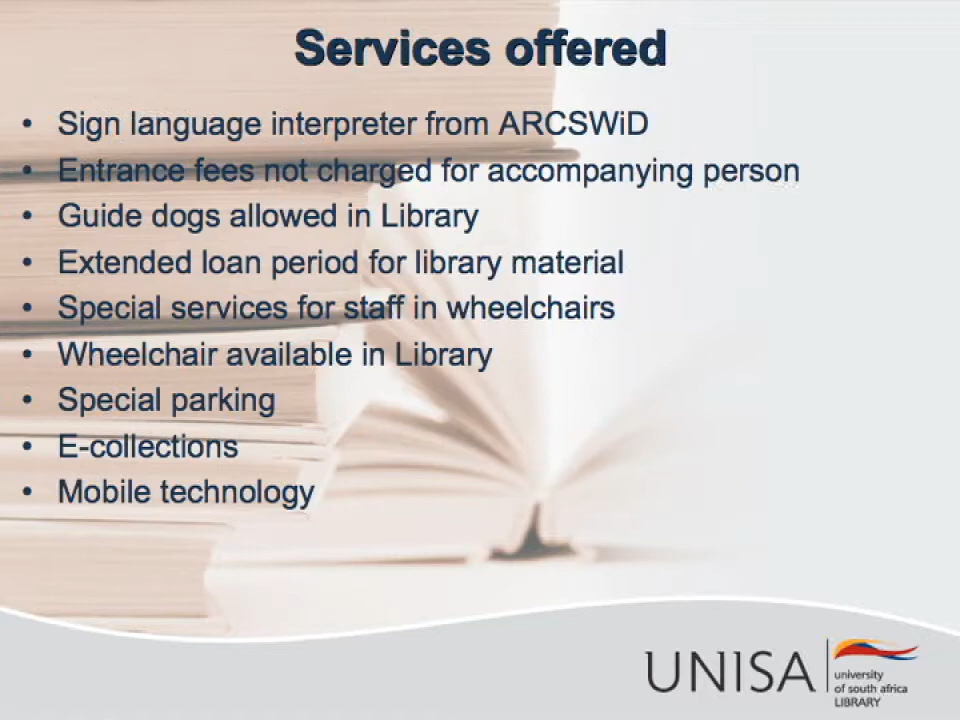 Services offered
• Sign language interpreter from ARCSWiD
• Entrance fees not charged for accompanying person
• Guide dogs allowed in Library
• Extended loan period for library material
• Special services for staff in wheelchairs
• Wheelchair available in Library
• Special parking
• E-collections
• Mobile technology
UNISA
university
of south africa
LIBRARY